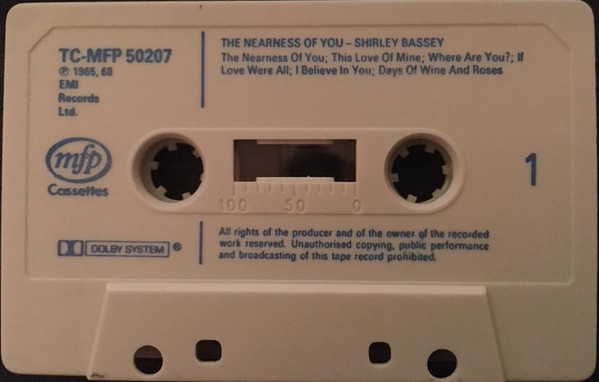 TC-MFP 50207
℗ 1965, 68
EMI
Records
Ltd.
THE NEARNESS OF YOU – SHIRLEY BASSEY
The Nearness Of You; This Love Of Mine; Where Are You?; If
Love Were All; I Believe In You; Days Of Wine And Roses
mfp
Cassettes
1
100 50 0
DOLBY SYSTEM ®
All rights of the producer and of the owner of the recorded
work reserved. Unauthorised copying, public performance
and broadcasting of this tape record prohibited.